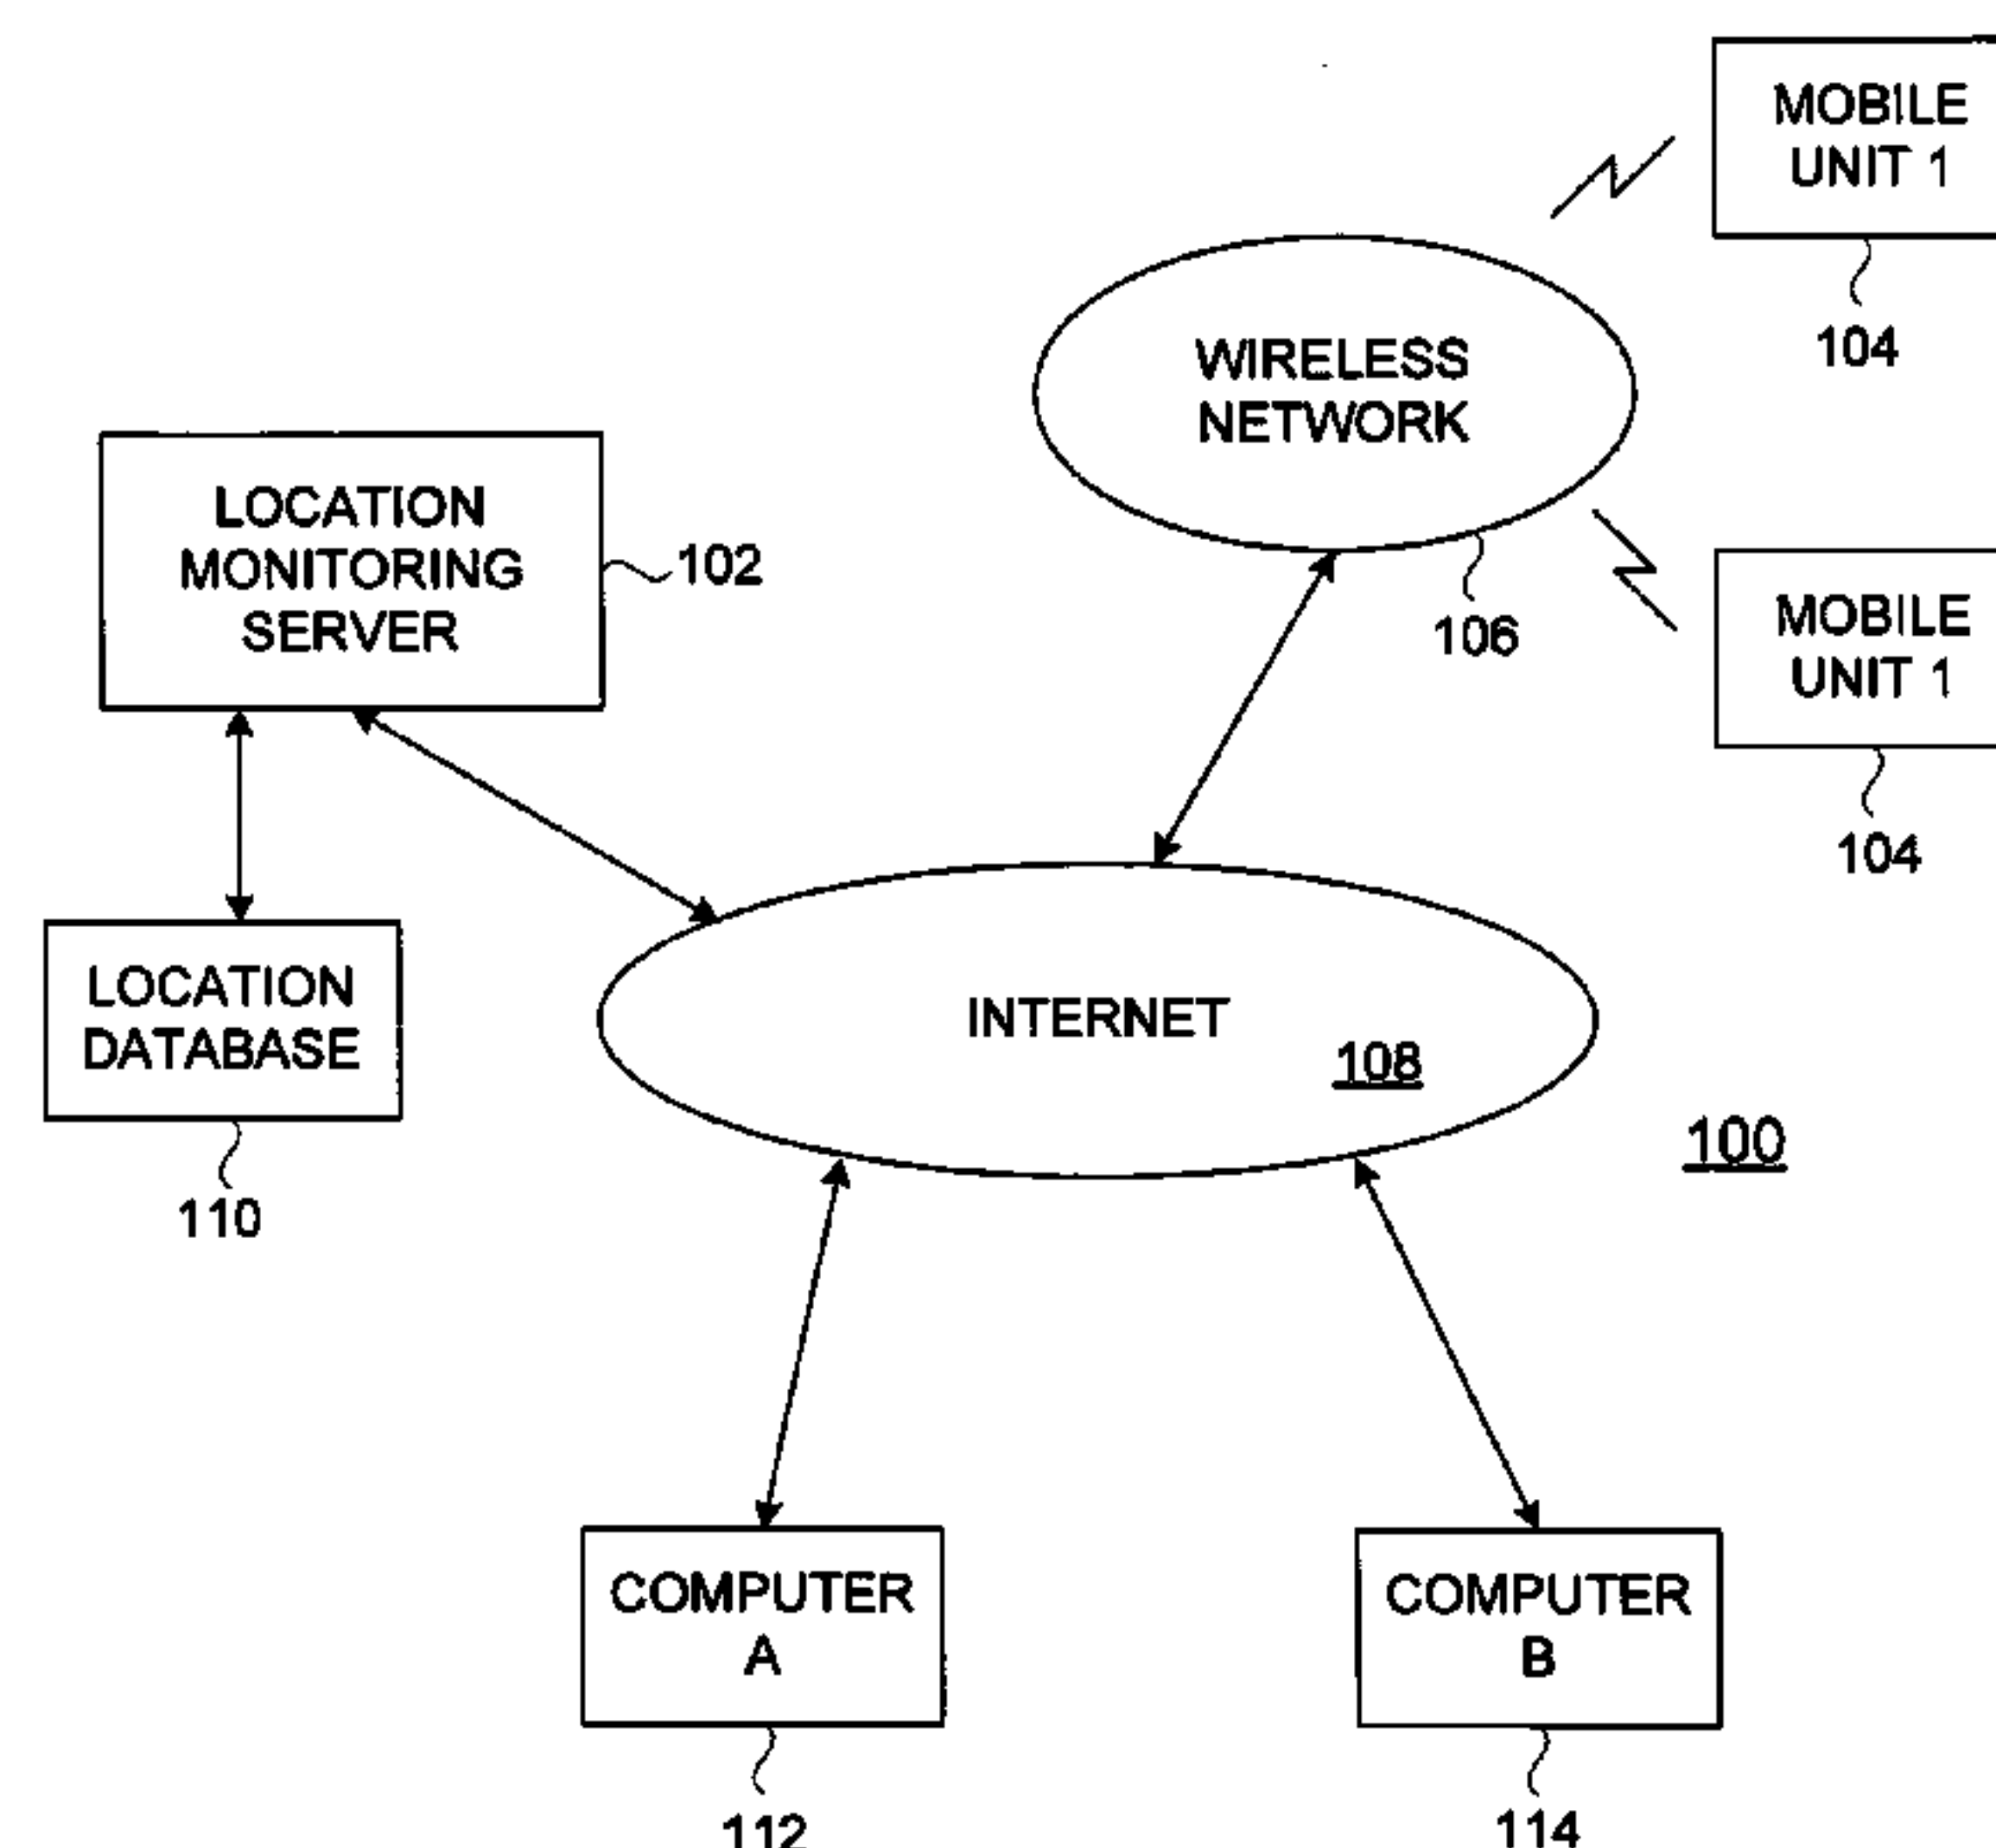 MOBILE
UNIT 1
104
WIRELESS
NETWORK
106
LOCATION
MONITORING
SERVER
102
MOBILE
UNIT 1
104
LOCATION
DATABASE
110
INTERNET
108
100
COMPUTER
A
112
COMPUTER
B
114